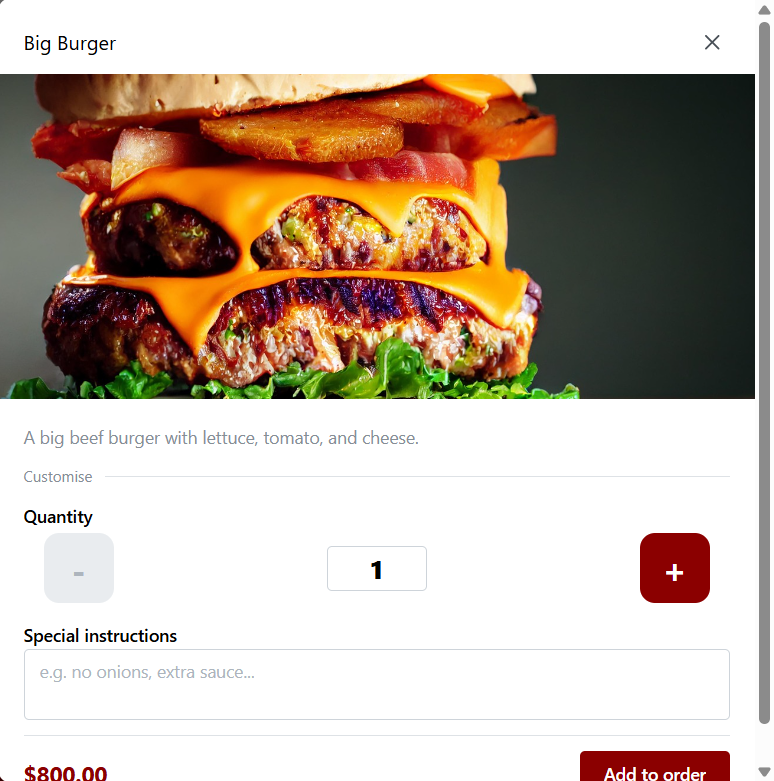 Big Burger
A big beef burger with lettuce, tomato, and cheese.
Customise
Quantity
- 1 +
Special instructions
e.g. no onions, extra sauce...
$800.00 Add to order